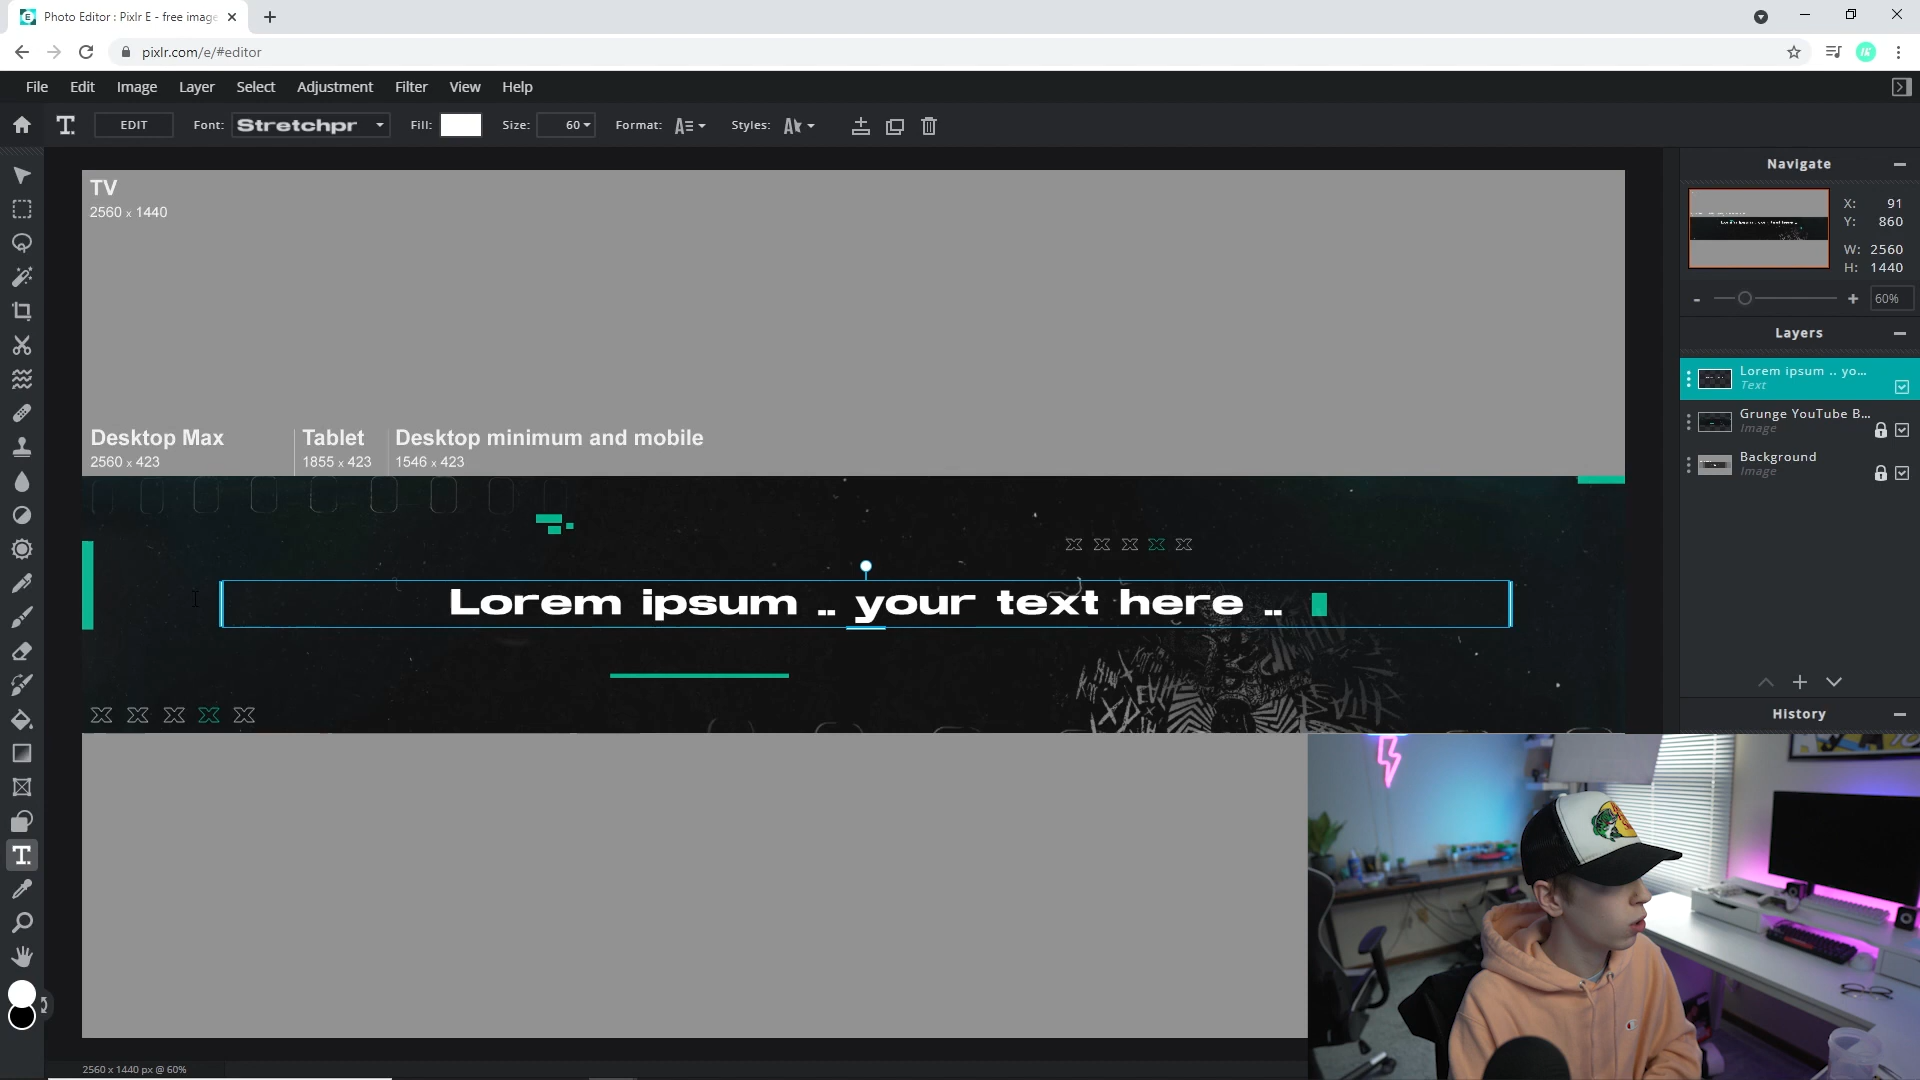 Photo Editor : Pixlr E - free image
pixlr.com/e/#editor
File Edit Image Layer Select Adjustment Filter View Help
EDIT Font: Stretchpr Fill: Size: 60 Format: Styles:
Navigate
X: 91
Y: 860
W: 2560
H: 1440
60%
Layers
Lorem ipsum .. yo...
Text
Grunge YouTube B...
Image
Background
Image
History
TV
2560 x 1440
Desktop Max
2560 x 423
Tablet
1855 x 423
Desktop minimum and mobile
1546 x 423
Lorem ipsum .. your text here ..
2560 x 1440 px @ 60%